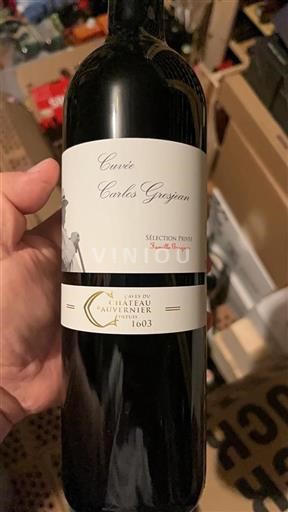 Cuvée
Carlos Grosjean
SÉLECTION PRIVÉE
VINIOU
CAVES DU
CHÂTEAU
D'AUVERNIER
DEPUIS
1603